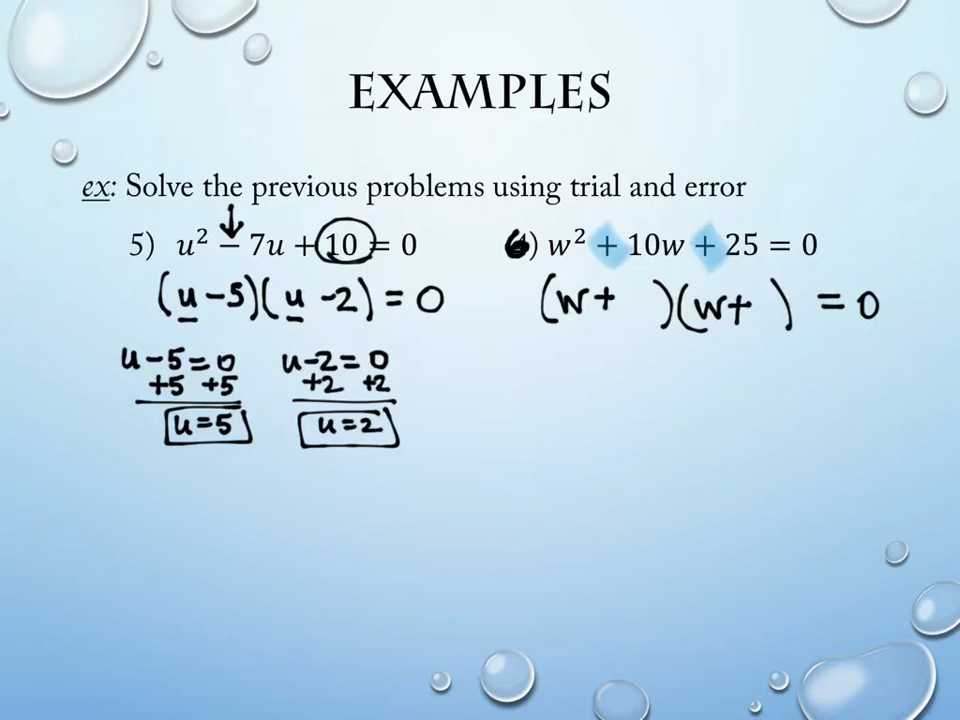 EXAMPLES
ex: Solve the previous problems using trial and error
5) u² − 7u + 10 = 0
(u − 5)(u − 2) = 0
u − 5 = 0 u − 2 = 0
+5 +5 +2 +2
u = 5 u = 2
6) w² + 10w + 25 = 0
(w + )(w + ) = 0